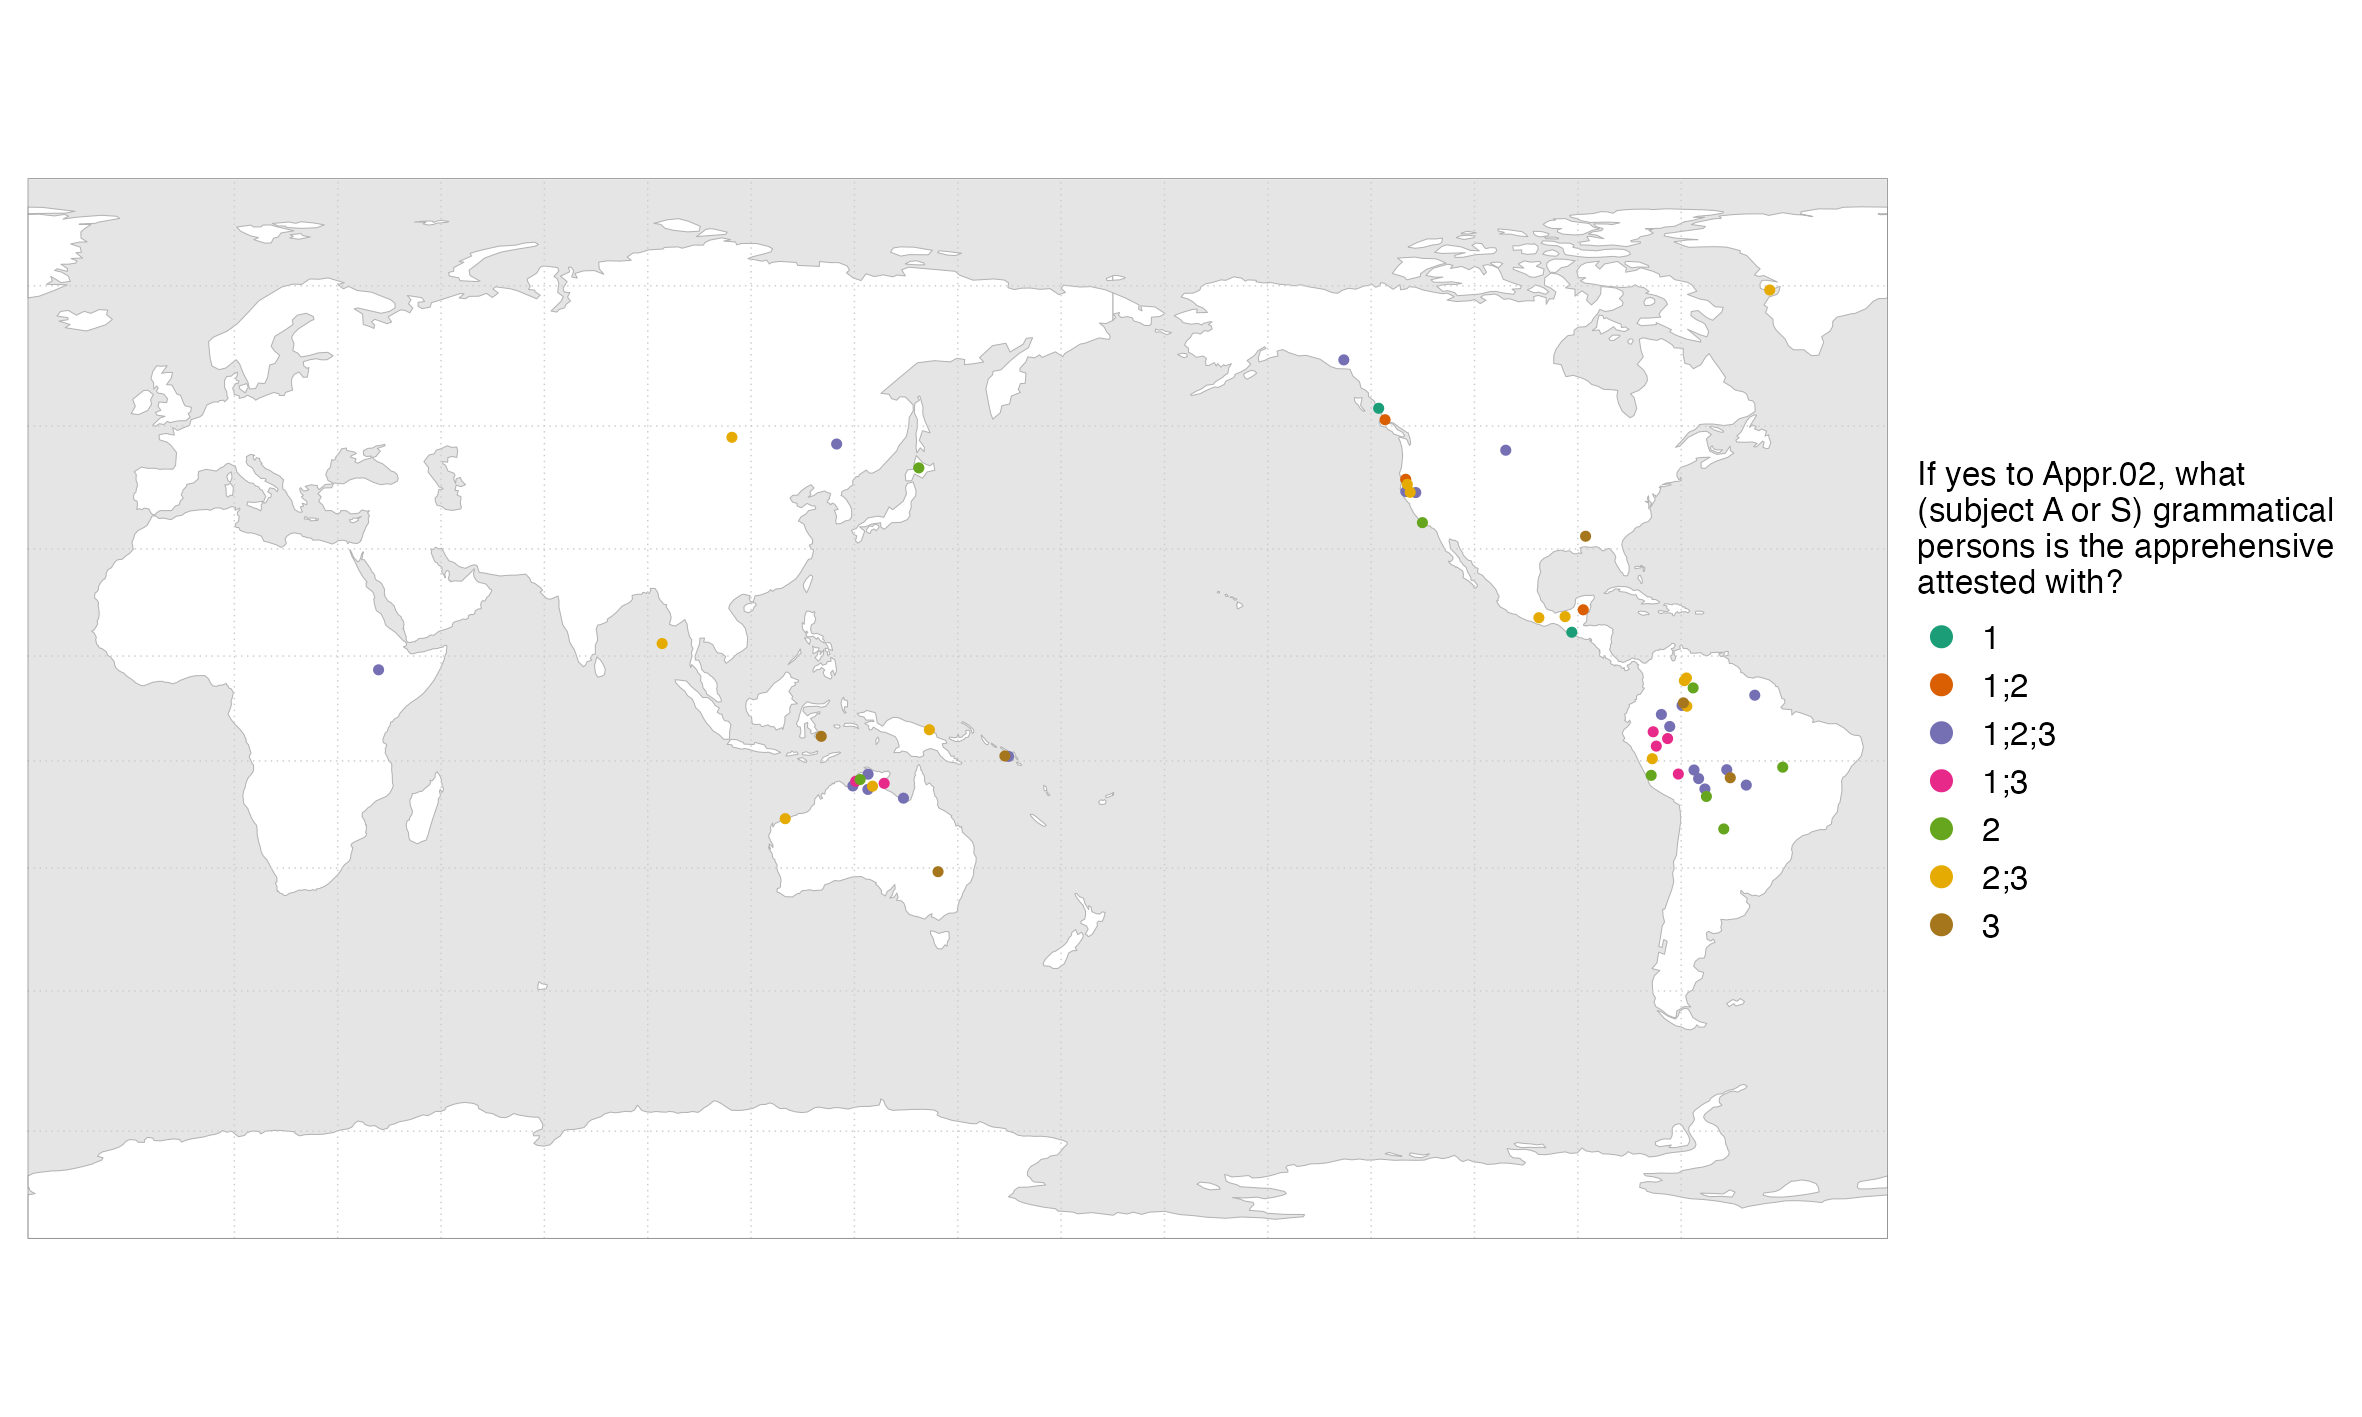 If yes to Appr.02, what
(subject A or S) grammatical
persons is the apprehensive
attested with?
1
1;2
1;2;3
1;3
2
2;3
3